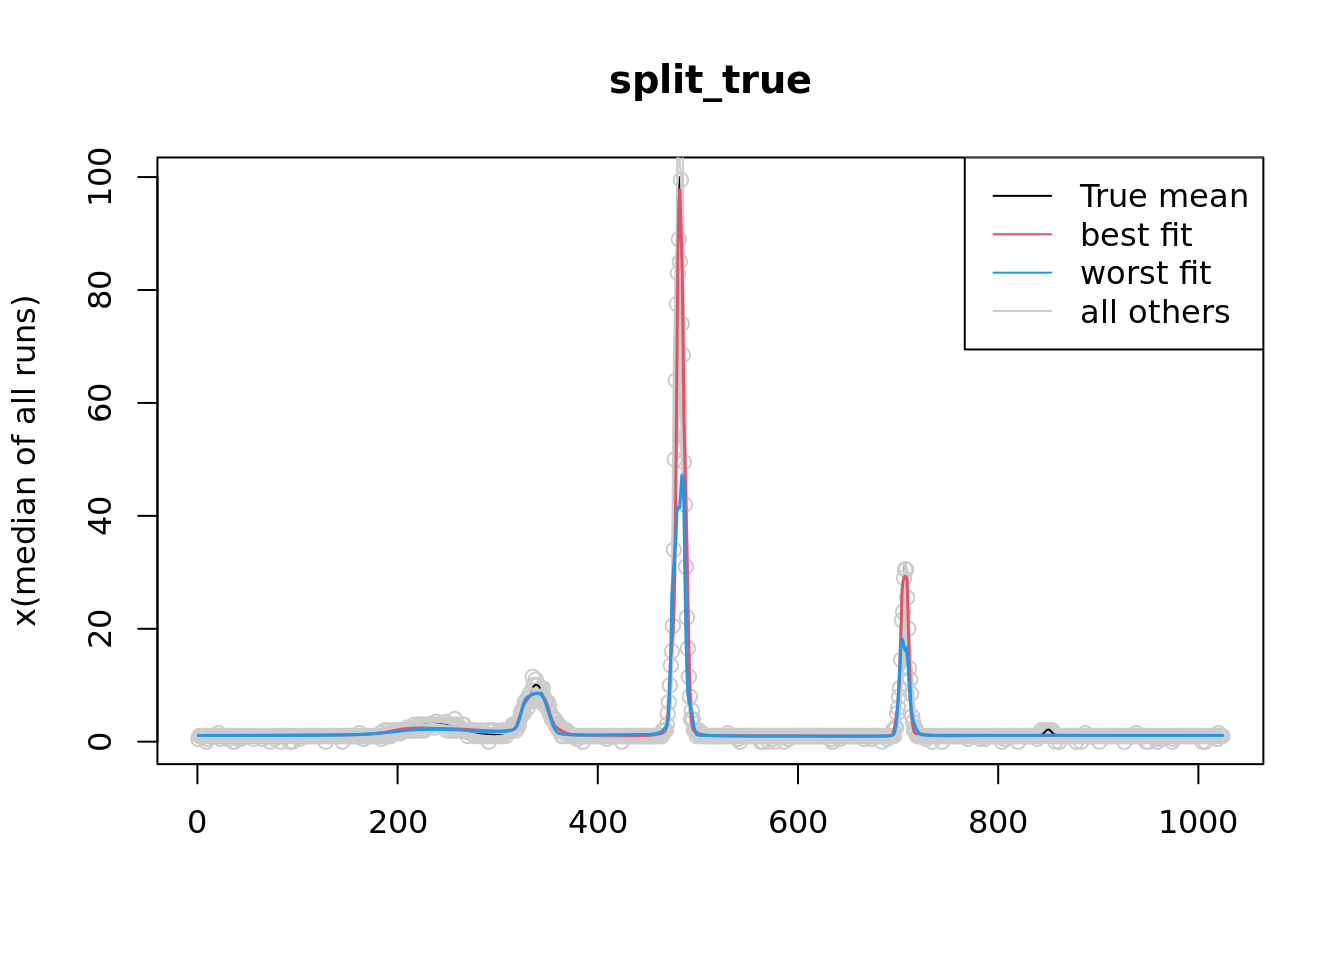 split_true
x(median of all runs)
100
80
60
40
20
0
True mean
best fit
worst fit
all others
0 200 400 600 800 1000